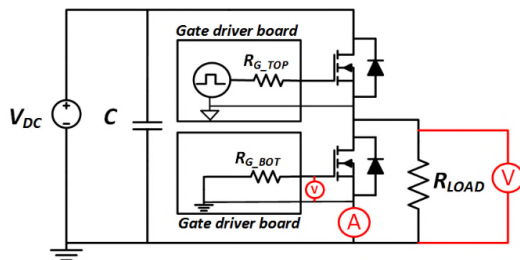 Gate driver board
R_G_TOP
V_DC
C
R_G_BOT
V
V
R_LOAD
Gate driver board
A